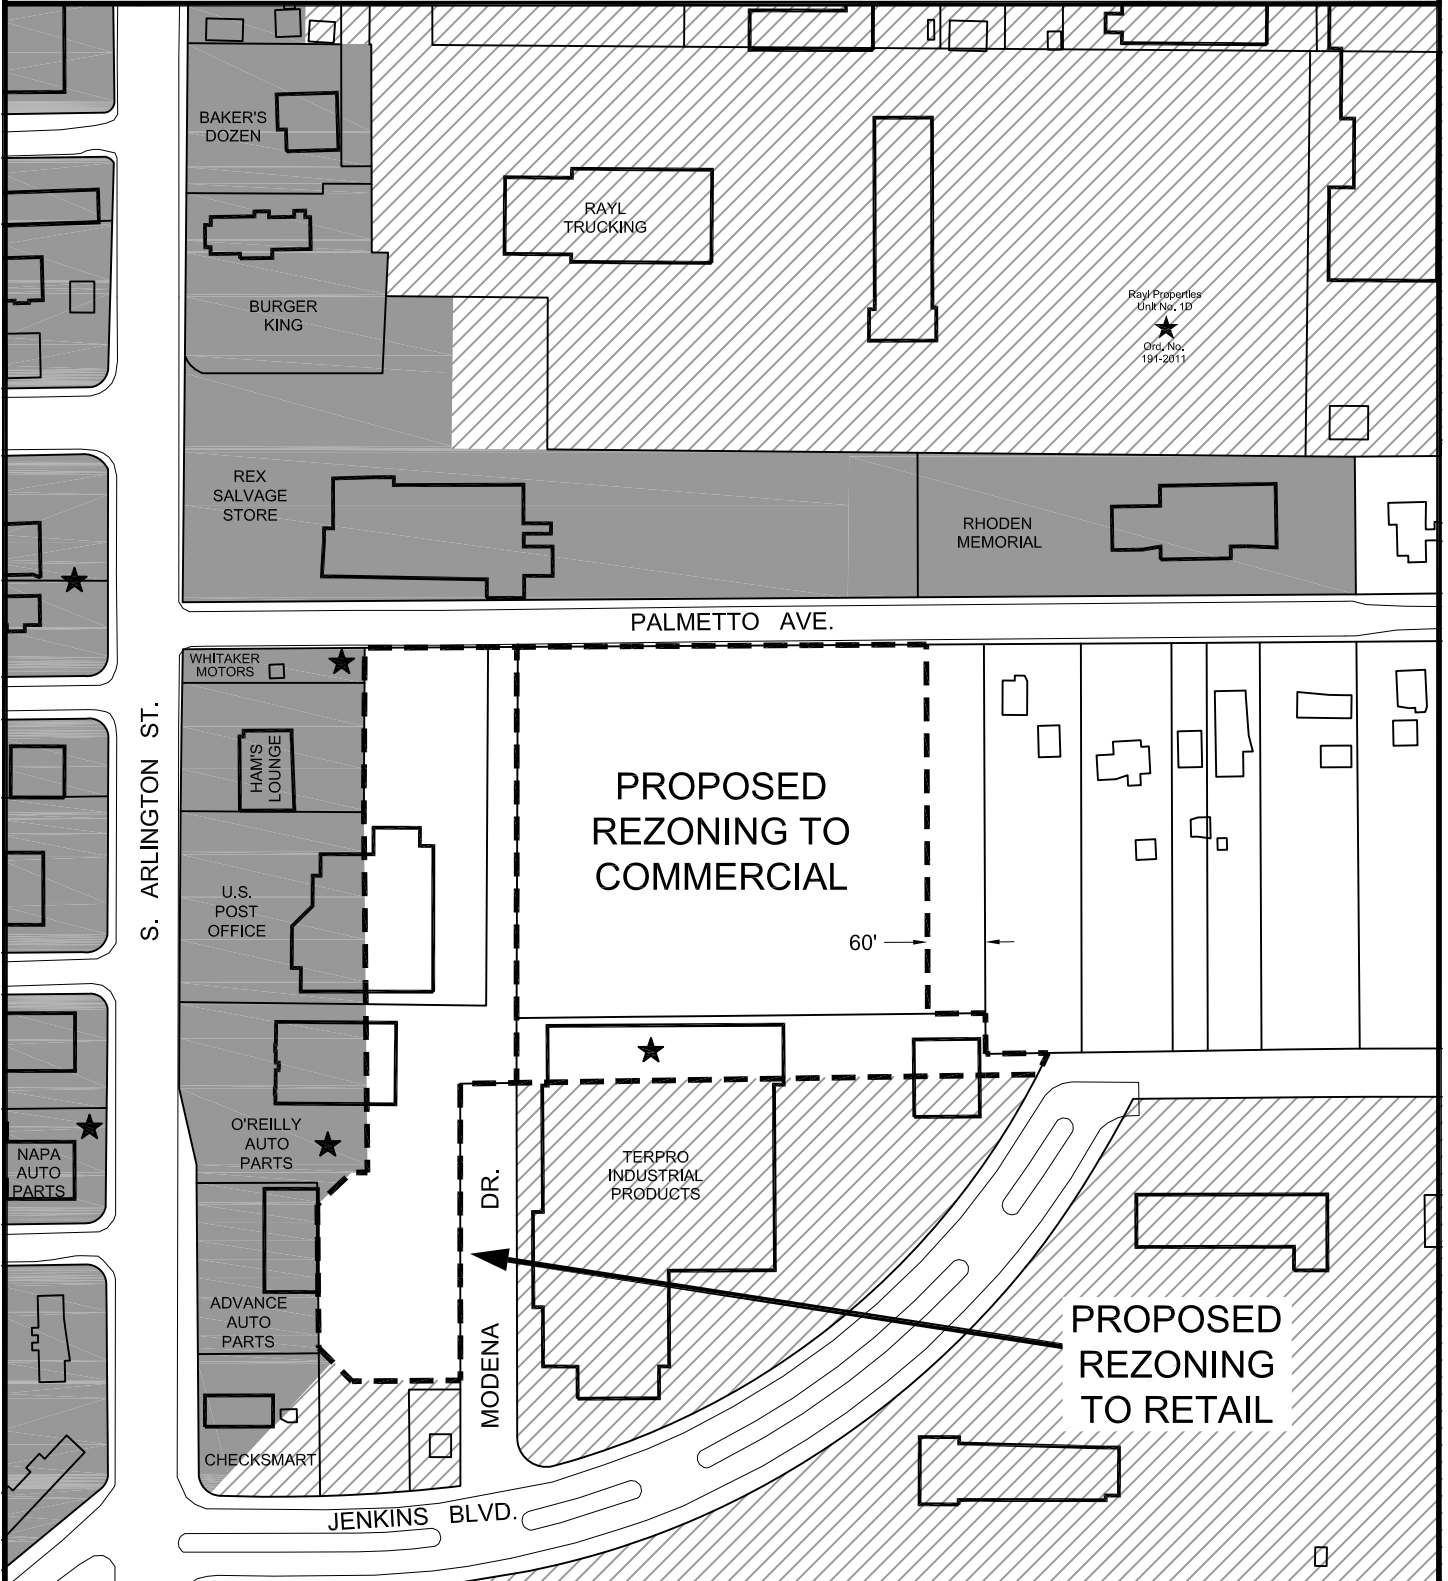 BAKER'S
DOZEN
RAYL
TRUCKING
BURGER
KING
Rayl Properties
Unit No. 1D
Ord. No.
191-2011
REX
SALVAGE
STORE
RHODEN
MEMORIAL
PALMETTO AVE.
WHITAKER
MOTORS
S. ARLINGTON ST.
HAM'S
LOUNGE
PROPOSED
REZONING TO
COMMERCIAL
U.S.
POST
OFFICE
60'
O'REILLY
AUTO
PARTS
NAPA
AUTO
PARTS
TERPRO
INDUSTRIAL
PRODUCTS
MODENA DR.
ADVANCE
AUTO
PARTS
PROPOSED
REZONING
TO RETAIL
CHECKSMART
JENKINS BLVD.